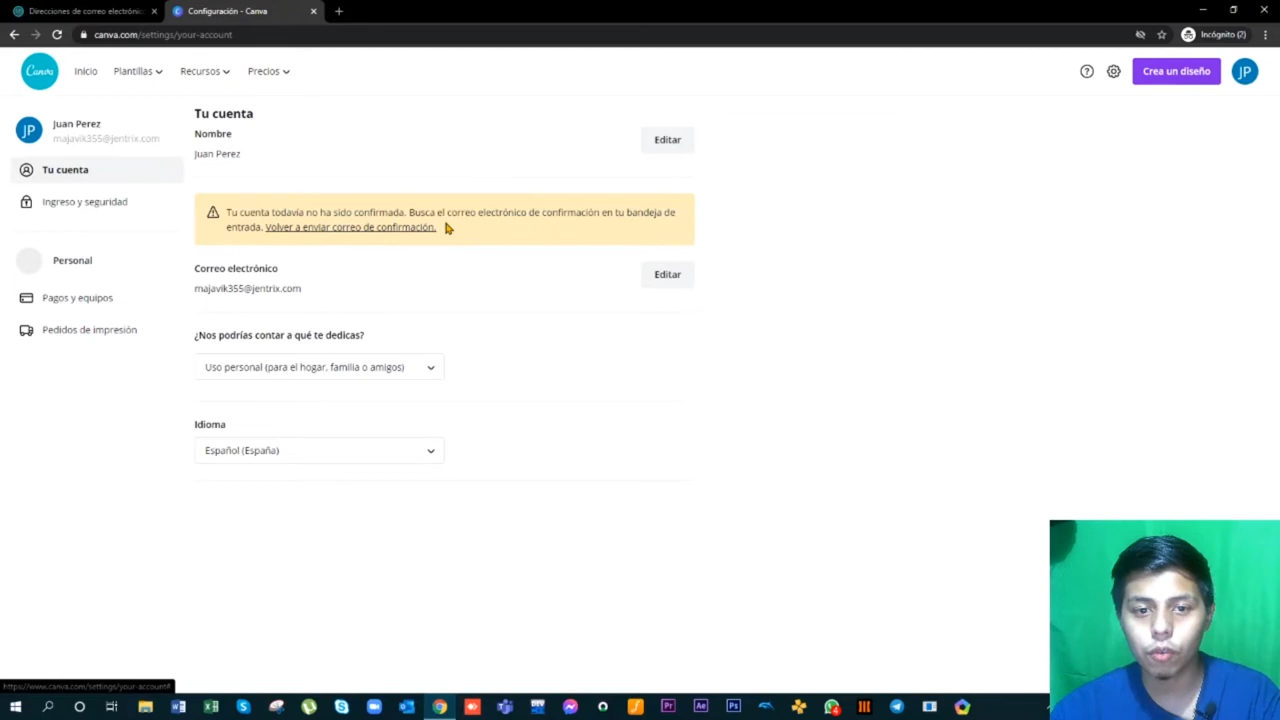 Direcciones de correo electrónic
Configuración - Canva
canva.com/settings/your-account
Incógnito (2)
Canva
Inicio
Plantillas
Recursos
Precios
Crea un diseño
JP
JP
Juan Perez
majavik355@jentrix.com
Tu cuenta
Ingreso y seguridad
Personal
Pagos y equipos
Pedidos de impresión
Tu cuenta
Nombre
Juan Perez
Editar
Tu cuenta todavía no ha sido confirmada. Busca el correo electrónico de confirmación en tu bandeja de
entrada. Volver a enviar correo de confirmación.
Correo electrónico
majavik355@jentrix.com
Editar
¿Nos podrías contar a qué te dedicas?
Uso personal (para el hogar, familia o amigos)
Idioma
Español (España)
https://www.canva.com/settings/your-account#